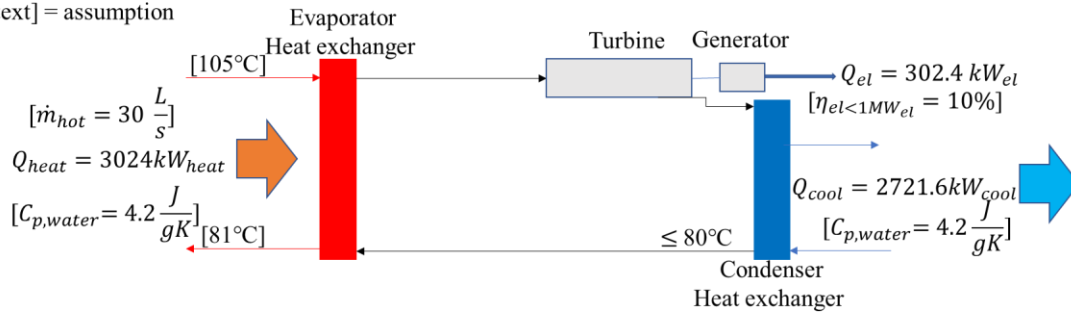 ext] = assumption
Evaporator
Heat exchanger
Turbine
Generator
[105℃]
Q_el = 302.4 kW_el
[η_el<1MW_el = 10%]
[ṁ_hot = 30 L/s]
Q_heat = 3024kW_heat
Q_cool = 2721.6kW_cool
[C_p,water = 4.2 J/gK]
[81℃]
≤ 80℃
[C_p,water = 4.2 J/gK]
Condenser
Heat exchanger